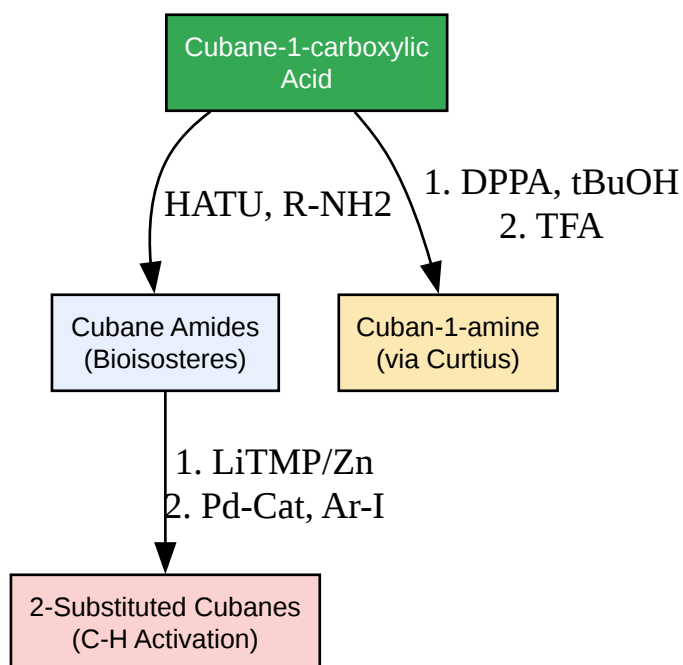 Cubane-1-carboxylic
Acid
HATU, R-NH2
1. DPPA, tBuOH
2. TFA
Cubane Amides
(Bioisosteres)
Cuban-1-amine
(via Curtius)
1. LiTMP/Zn
2. Pd-Cat, Ar-I
2-Substituted Cubanes
(C-H Activation)